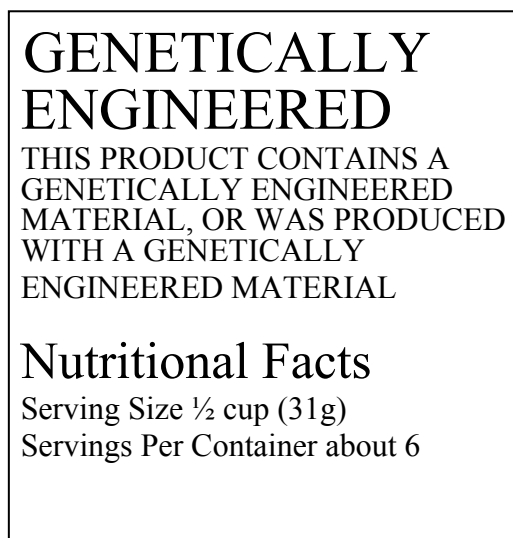 GENETICALLY
ENGINEERED
THIS PRODUCT CONTAINS A
GENETICALLY ENGINEERED
MATERIAL, OR WAS PRODUCED
WITH A GENETICALLY
ENGINEERED MATERIAL
Nutritional Facts
Serving Size ½ cup (31g)
Servings Per Container about 6